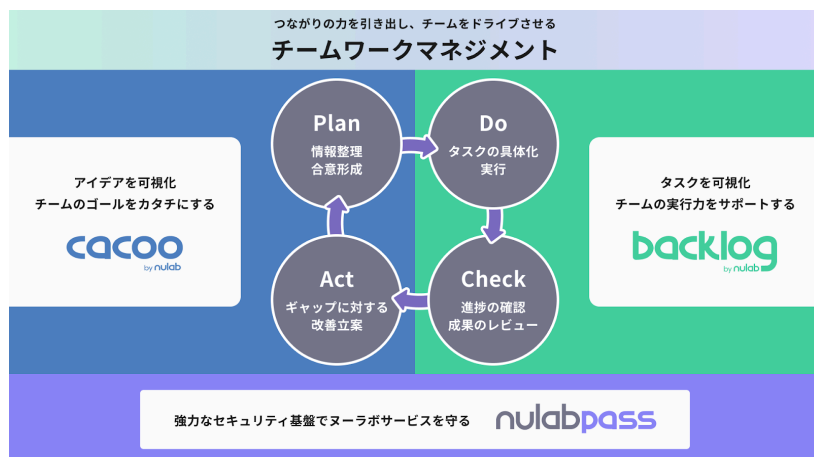 つながりの力を引き出し、チームをドライブさせる
チームワークマネジメント
アイデアを可視化
チームのゴールをカタチにする
cacoo
by nulab
Plan
情報整理
合意形成
Do
タスクの具体化
実行
Act
ギャップに対する
改善立案
Check
進捗の確認
成果のレビュー
タスクを可視化
チームの実行力をサポートする
backlog
by nulab
強力なセキュリティ基盤でヌーラボサービスを守る
nulabpass